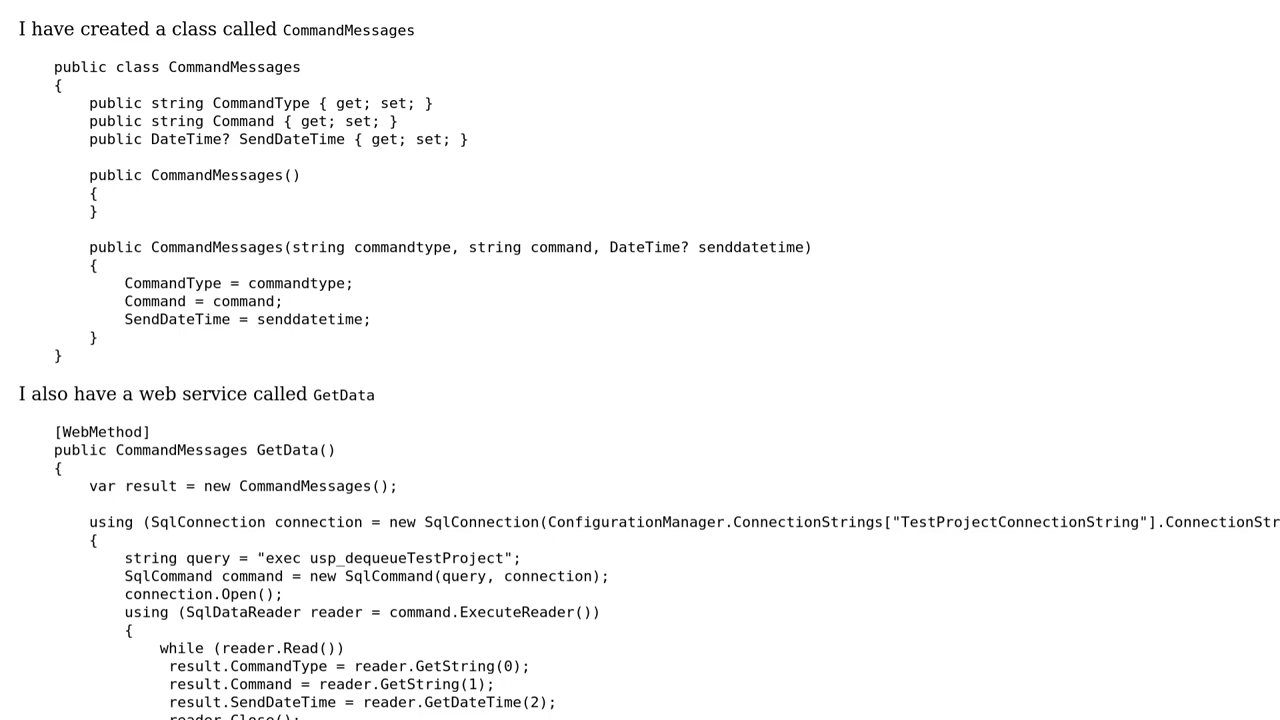 I have created a class called CommandMessages
public class CommandMessages
{
public string CommandType { get; set; }
public string Command { get; set; }
public DateTime? SendDateTime { get; set; }
public CommandMessages()
{
}
public CommandMessages(string commandtype, string command, DateTime? senddatetime)
{
CommandType = commandtype;
Command = command;
SendDateTime = senddatetime;
}
}
I also have a web service called GetData
[WebMethod]
public CommandMessages GetData()
{
var result = new CommandMessages();
using (SqlConnection connection = new SqlConnection(ConfigurationManager.ConnectionStrings["TestProjectConnectionString"].ConnectionStr
{
string query = "exec usp_dequeueTestProject";
SqlCommand command = new SqlCommand(query, connection);
connection.Open();
using (SqlDataReader reader = command.ExecuteReader())
{
while (reader.Read())
result.CommandType = reader.GetString(0);
result.Command = reader.GetString(1);
result.SendDateTime = reader.GetDateTime(2);
reader.Close();